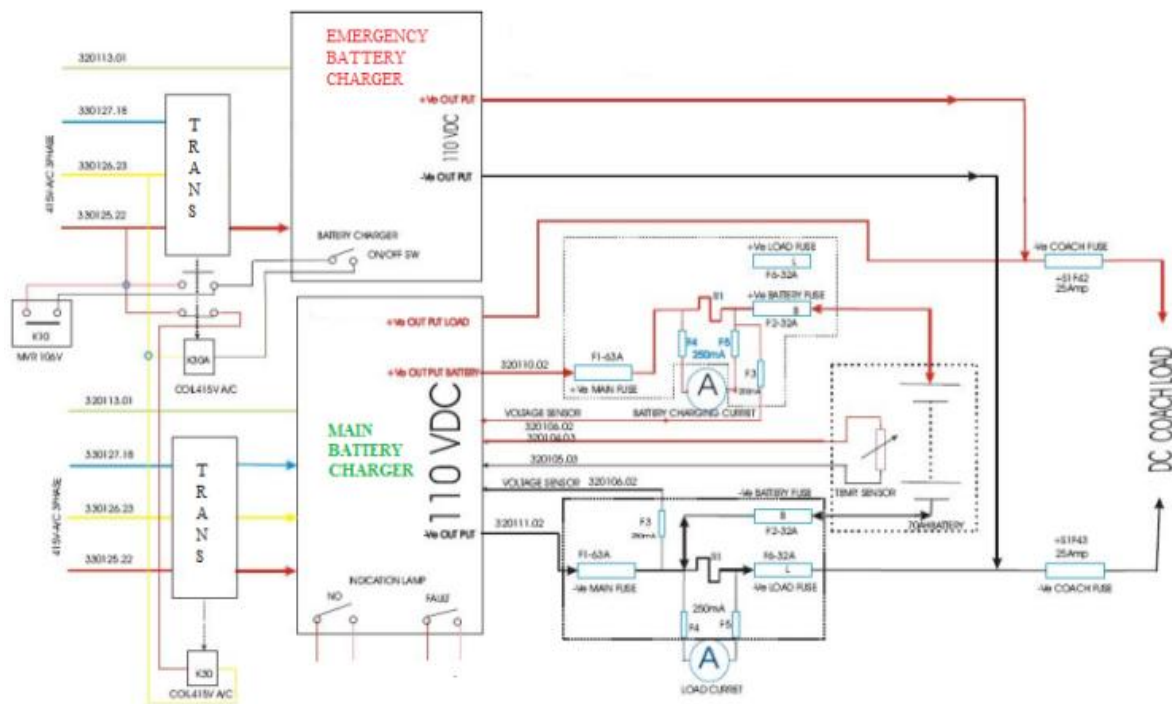 EMERGENCY
BATTERY
CHARGER
320113.01
330127.18
330126.23
330125.22
415V-A/C 3PHASE
TRANS
+Ve OUT PUT
110 VDC
-Ve OUT PUT
BATTERY CHARGER
ON/OFF SW
K10
MVR 106V
K30A
COIL415V A/C
+Ve LOAD FUSE
L
F6-32A
-Ve COACH FUSE
+S1F42
25Amp
+Ve OUT PUT LOAD
+Ve OUT PUT BATTERY
320110.02
F1-63A
+Ve MAIN FUSE
S1
+Ve BATTERY FUSE
B
F2-32A
F4
F5
250mA
F3
250mA
A
BATTERY CHARGING CURRET
320113.01
MAIN
BATTERY
CHARGER
110 VDC
VOLTAGE SENSOR
320106.02
320104.03
320105.03
VOLTAGE SENSOR 320106.02
TEMP. SENSOR
70AHBATTERY
DC COACH LOAD
330127.18
330126.23
330125.22
415V-A/C 3PHASE
TRANS
-Ve OUT PUT
320111.02
F3
250mA
-Ve BATTERY FUSE
B
F2-32A
F1-63A
-Ve MAIN FUSE
S1
F6-32A
L
-Ve LOAD FUSE
+S1F43
25Amp
-Ve COACH FUSE
INDICATION LAMP
NO
FAULT
250mA
F4
F5
A
LOAD CURRET
K30
COIL415V A/C